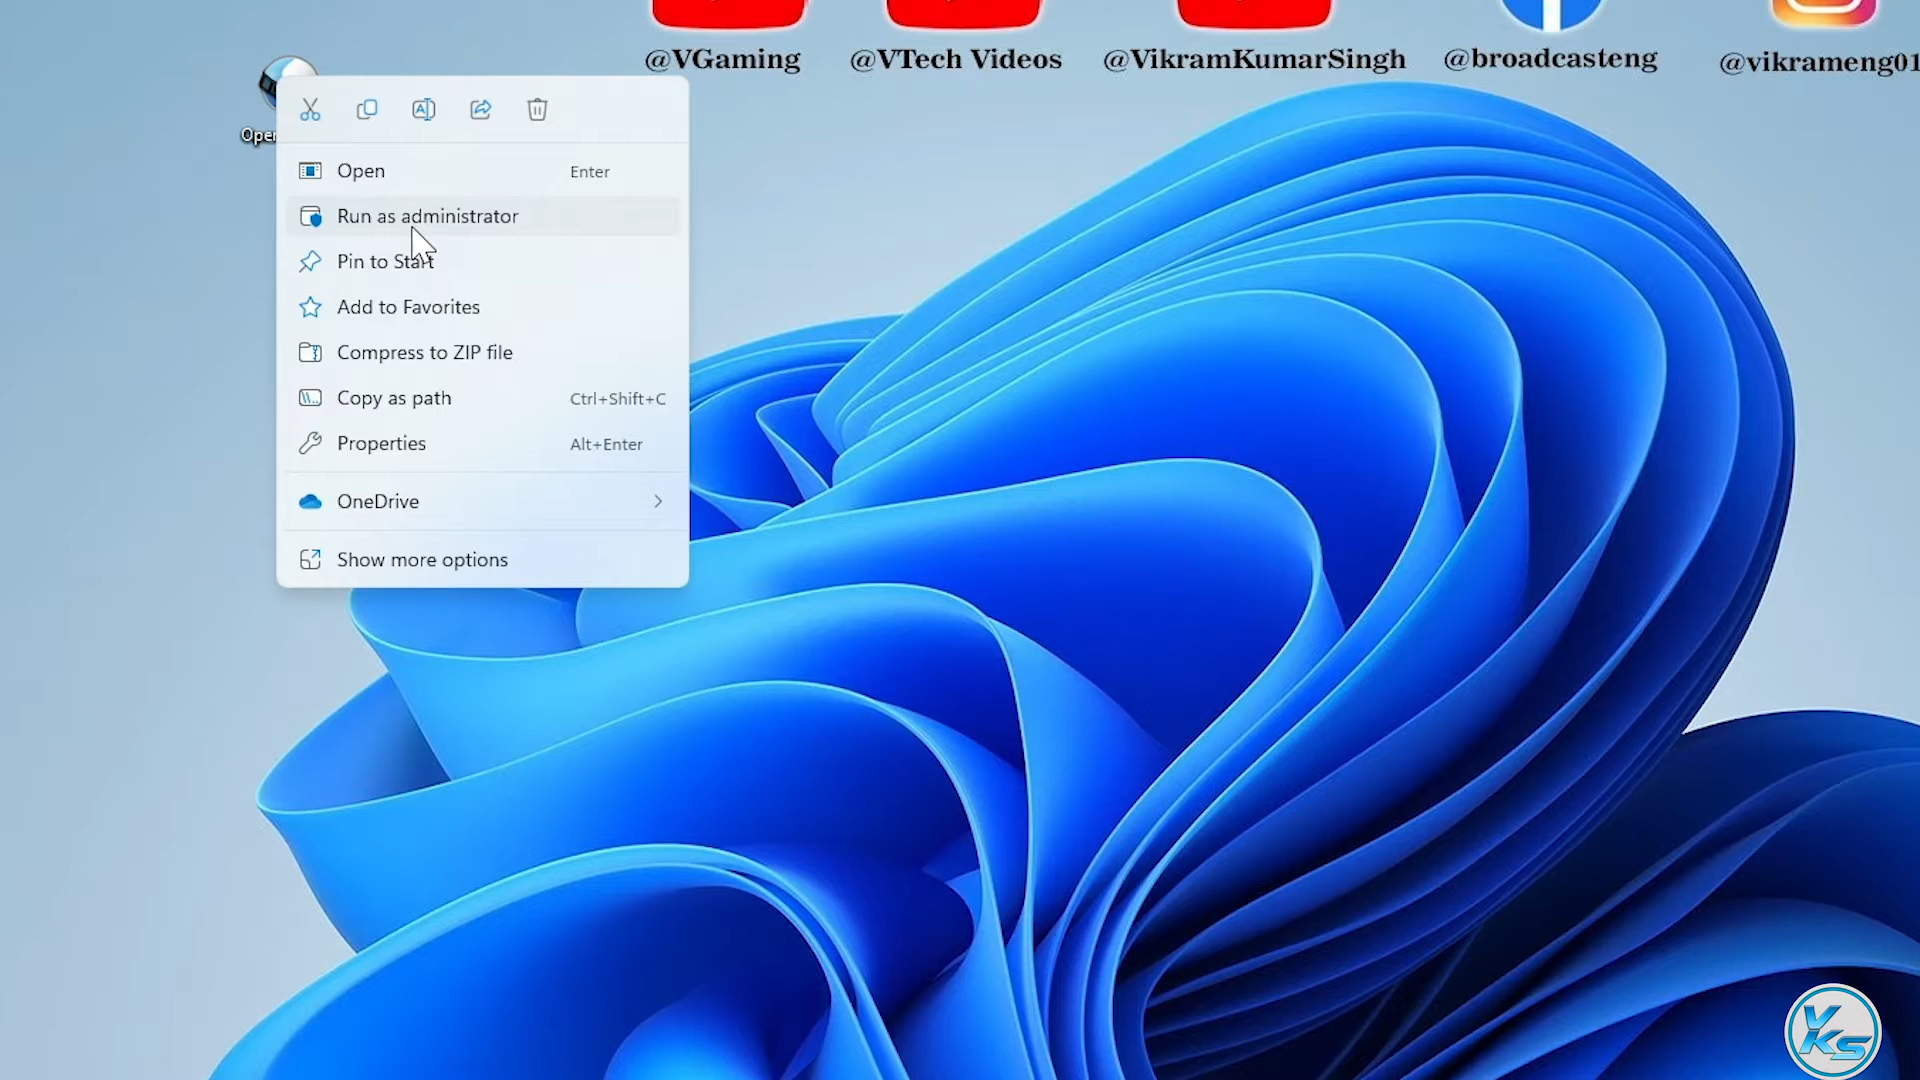 @VGaming
@VTech Videos
@VikramKumarSingh
@broadcasteng
@vikrameng01
Open Enter
Run as administrator
Pin to Start
Add to Favorites
Compress to ZIP file
Copy as path Ctrl+Shift+C
Properties Alt+Enter
OneDrive
Show more options
VKS